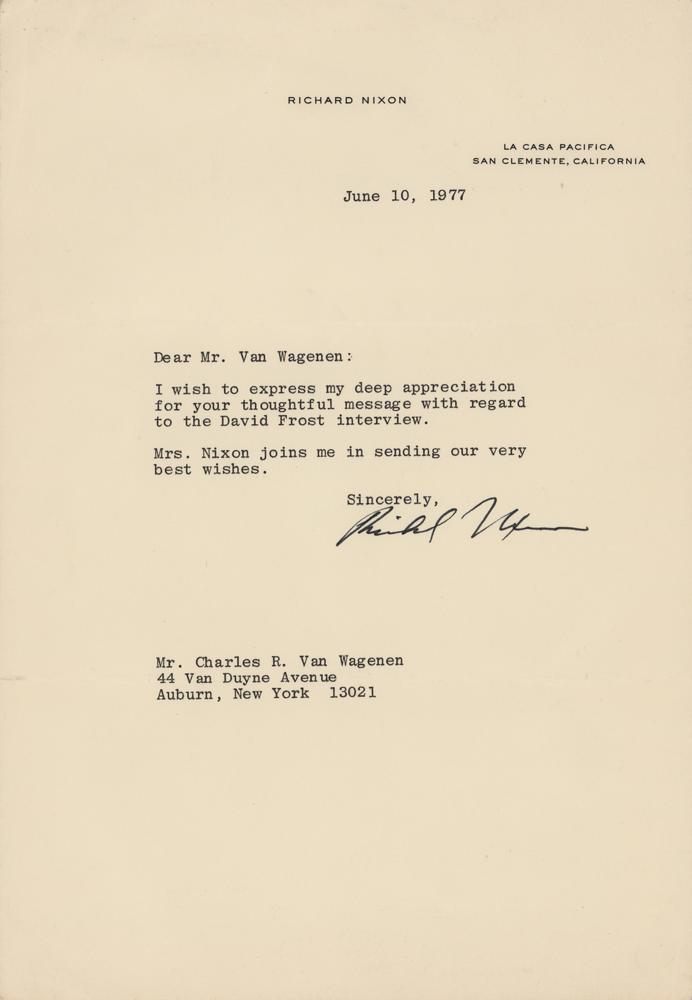 RICHARD NIXON
LA CASA PACIFICA
SAN CLEMENTE, CALIFORNIA
June 10, 1977
Dear Mr. Van Wagenen:
I wish to express my deep appreciation
for your thoughtful message with regard
to the David Frost interview.
Mrs. Nixon joins me in sending our very
best wishes.
Sincerely,
Richard Nixon
Mr. Charles R. Van Wagenen
44 Van Duyne Avenue
Auburn, New York 13021